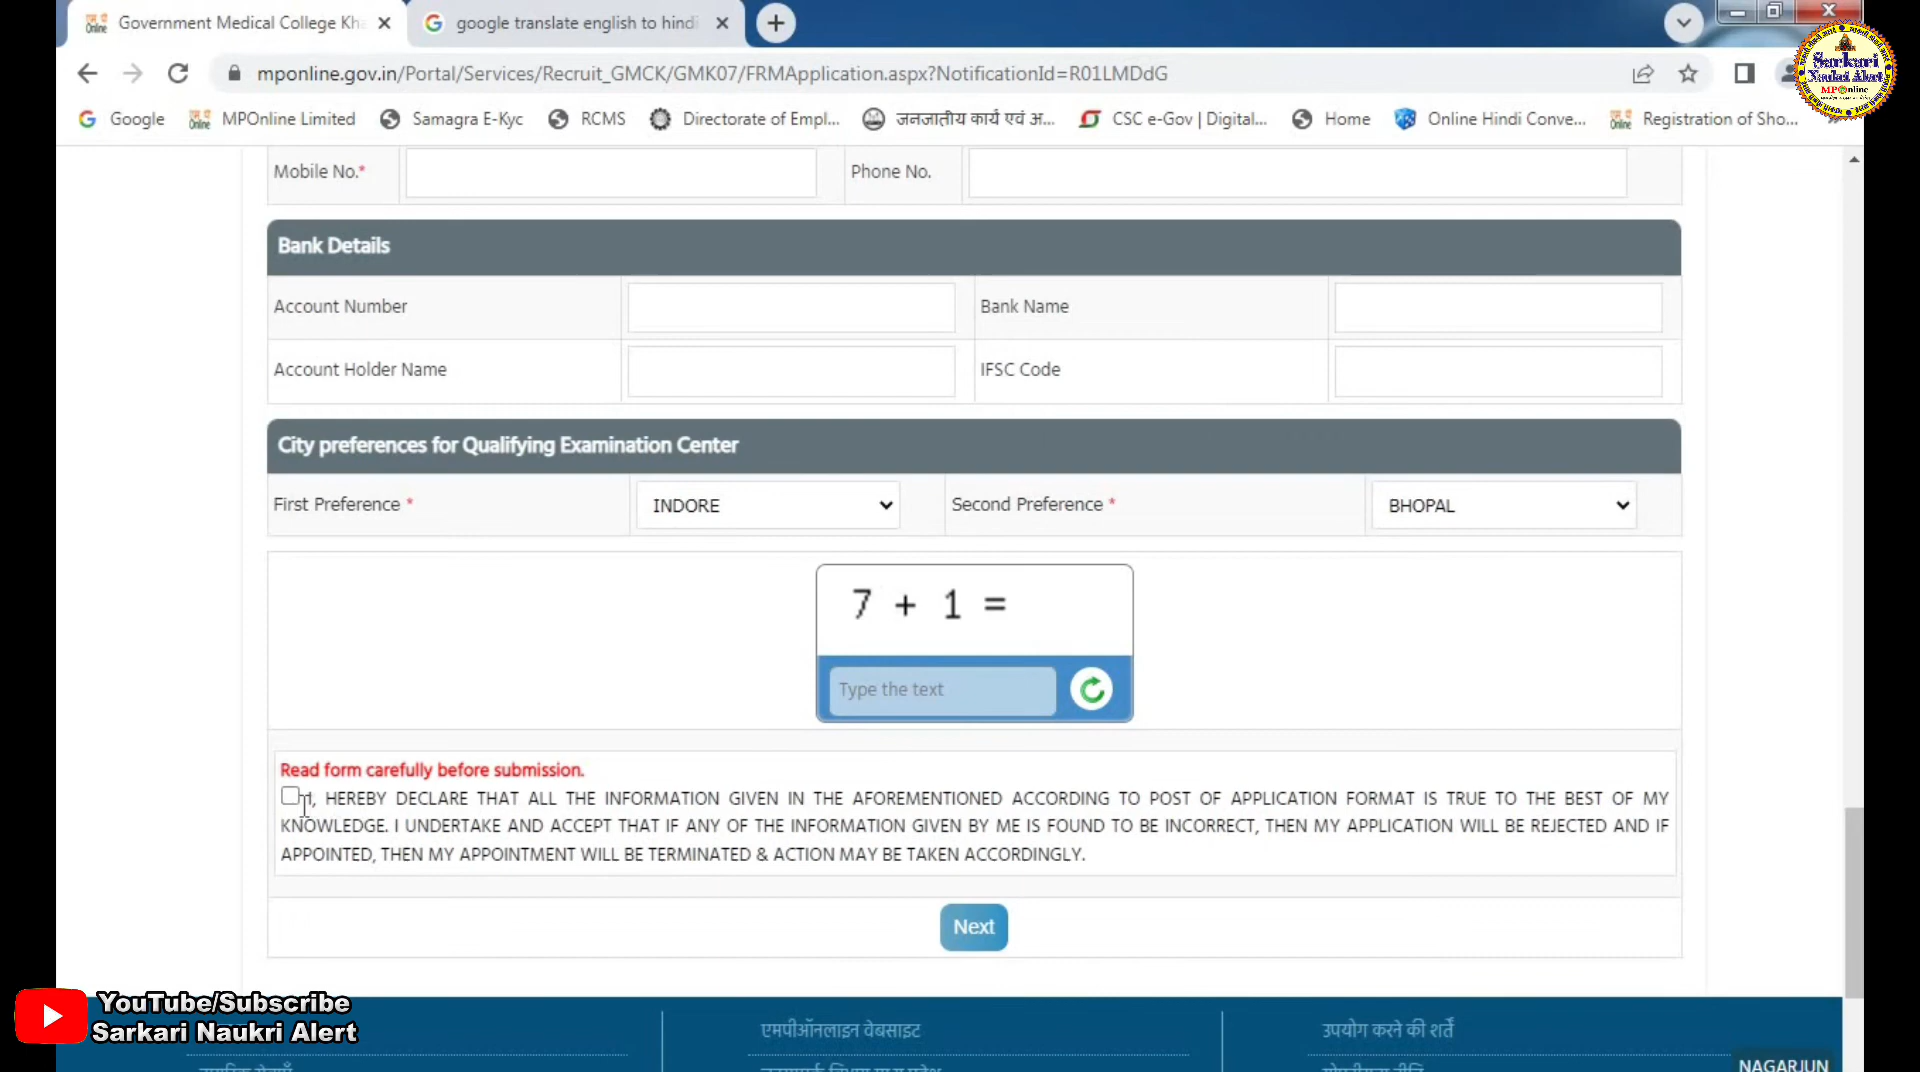 Government Medical College Kha
google translate english to hindi
mponline.gov.in/Portal/Services/Recruit_GMCK/GMK07/FRMApplication.aspx?NotificationId=R01LMDdG
Sarkari
Naukri Alert
MPOnline
Google
MPOnline Limited
Samagra E-Kyc
RCMS
Directorate of Empl...
जनजातीय कार्य एवं अ...
CSC e-Gov | Digital...
Home
Online Hindi Conve...
Registration of Sho...
Mobile No.*
Phone No.
Bank Details
Account Number
Bank Name
Account Holder Name
IFSC Code
City preferences for Qualifying Examination Center
First Preference *
INDORE
Second Preference *
BHOPAL
7 + 1 =
Type the text
Read form carefully before submission.
I, HEREBY DECLARE THAT ALL THE INFORMATION GIVEN IN THE AFOREMENTIONED ACCORDING TO POST OF APPLICATION FORMAT IS TRUE TO THE BEST OF MY
KNOWLEDGE. I UNDERTAKE AND ACCEPT THAT IF ANY OF THE INFORMATION GIVEN BY ME IS FOUND TO BE INCORRECT, THEN MY APPLICATION WILL BE REJECTED AND IF
APPOINTED, THEN MY APPOINTMENT WILL BE TERMINATED & ACTION MAY BE TAKEN ACCORDINGLY.
Next
YouTube/Subscribe
Sarkari Naukri Alert
एमपीऑनलाइन वेबसाइट
उपयोग करने की शर्तें
NAGARJUN